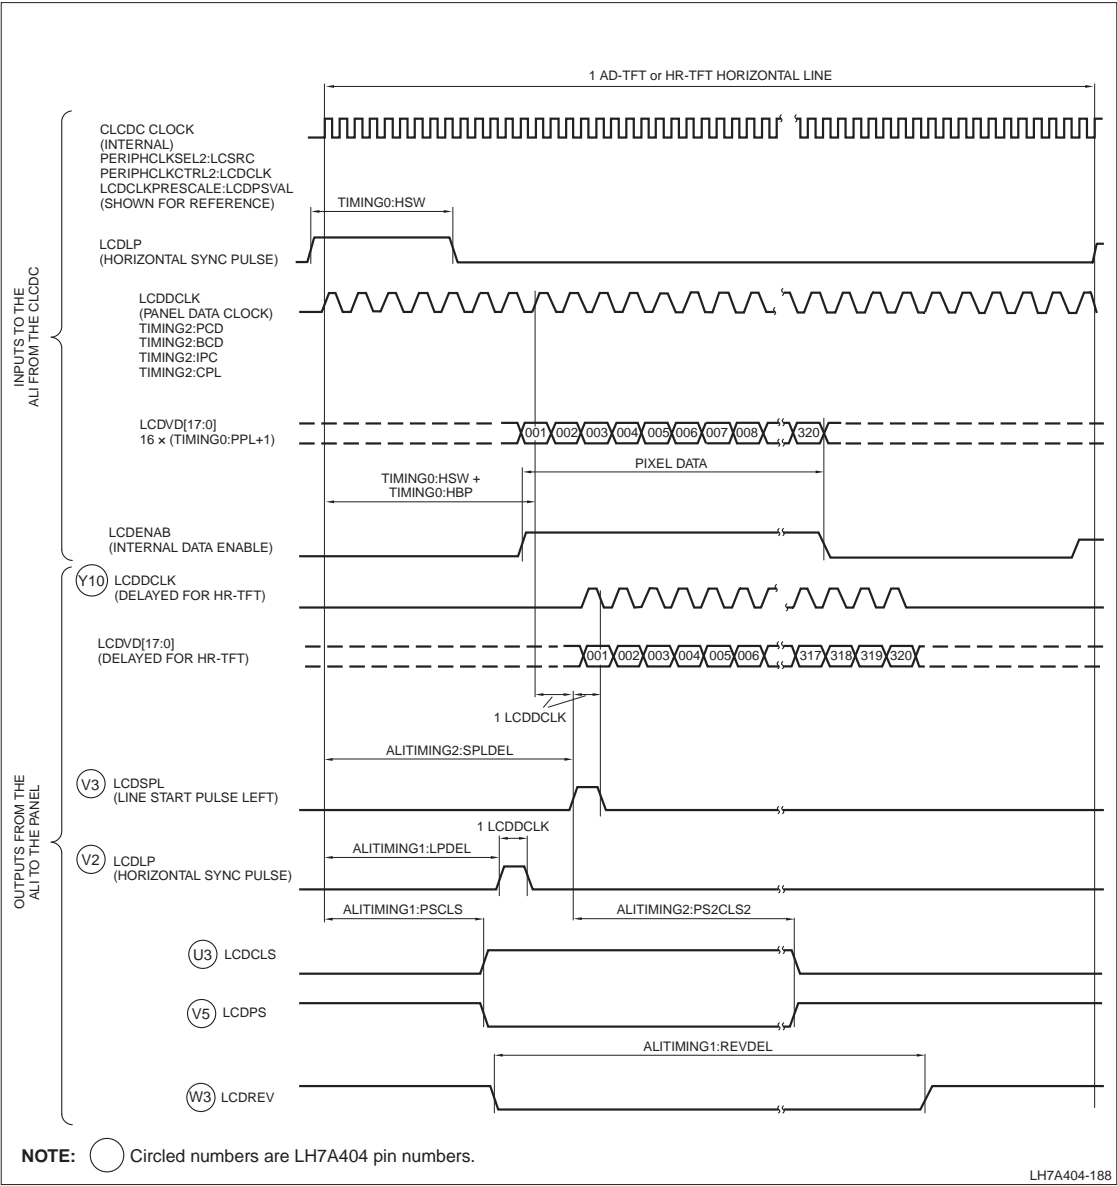 1 AD-TFT or HR-TFT HORIZONTAL LINE
INPUTS TO THE
ALI FROM THE CLCDC
CLCDC CLOCK
(INTERNAL)
PERIPHCLKSEL2:LCSRC
PERIPHCLKCTRL2:LCDCLK
LCDCLKPRESCALE:LCDPSVAL
(SHOWN FOR REFERENCE)
TIMING0:HSW
LCDLP
(HORIZONTAL SYNC PULSE)
LCDDCLK
(PANEL DATA CLOCK)
TIMING2:PCD
TIMING2:BCD
TIMING2:IPC
TIMING2:CPL
LCDVD[17:0]
16 × (TIMING0:PPL+1)
001 002 003 004 005 006 007 008 320
PIXEL DATA
TIMING0:HSW +
TIMING0:HBP
LCDENAB
(INTERNAL DATA ENABLE)
OUTPUTS FROM THE
ALI TO THE PANEL
Y10 LCDDCLK
(DELAYED FOR HR-TFT)
LCDVD[17:0]
(DELAYED FOR HR-TFT)
001 002 003 004 005 006 317 318 319 320
1 LCDDCLK
ALITIMING2:SPLDEL
V3 LCDSPL
(LINE START PULSE LEFT)
1 LCDDCLK
ALITIMING1:LPDEL
V2 LCDLP
(HORIZONTAL SYNC PULSE)
ALITIMING1:PSCLS
ALITIMING2:PS2CLS2
U3 LCDCLS
V5 LCDPS
ALITIMING1:REVDEL
W3 LCDREV
NOTE: Circled numbers are LH7A404 pin numbers.
LH7A404-188